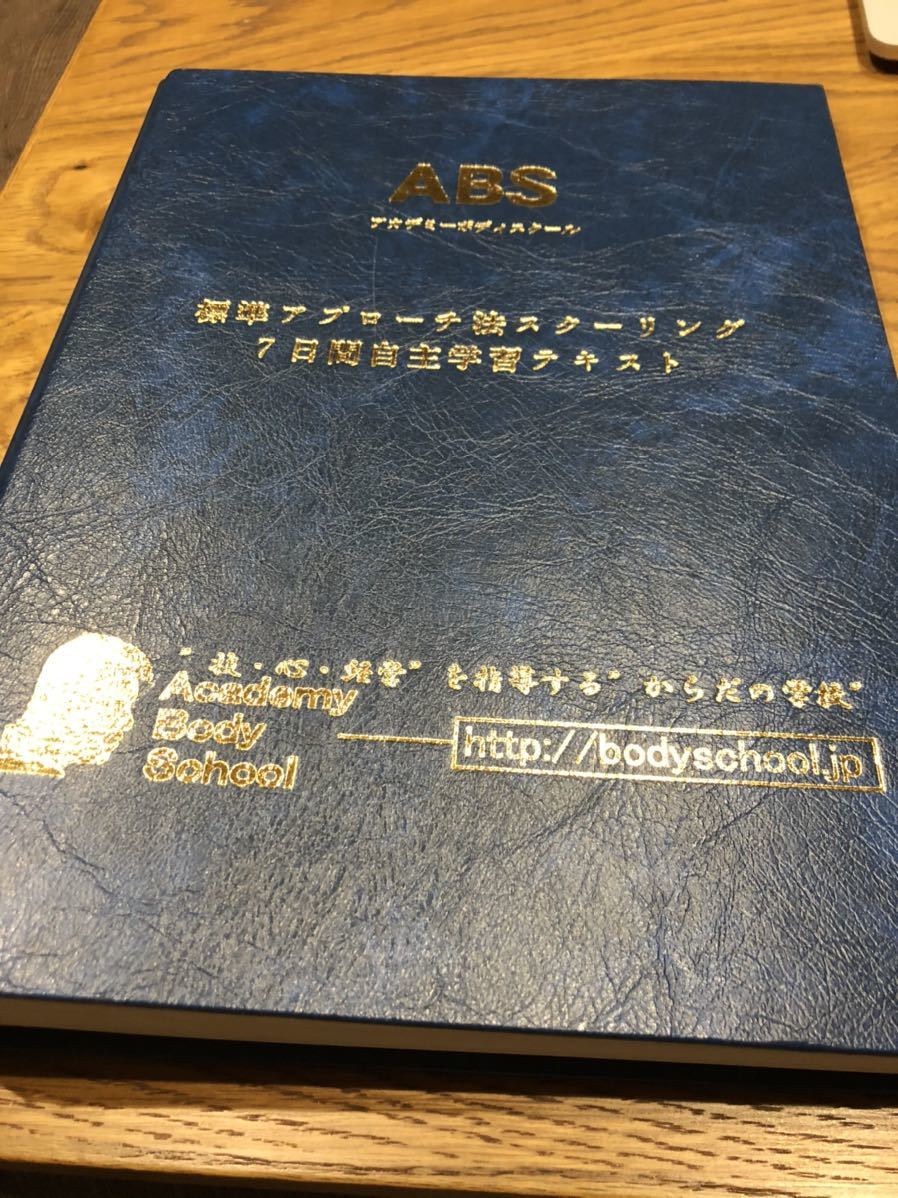 ABS
アカデミーボディスクール
標準アプローチ法スクーリング
7日間自主学習テキスト
"技・心・経営"を指導する"からだの学校"
Academy
Body
School
http://bodyschool.jp